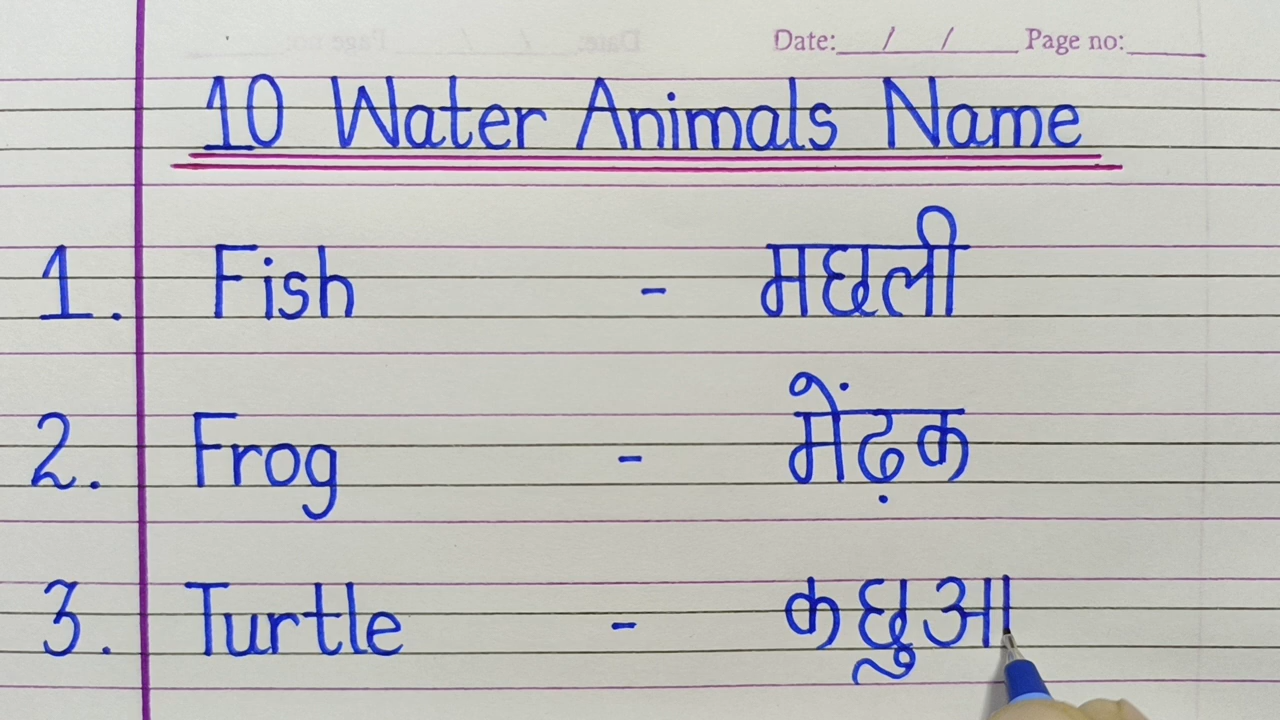 Date: / / Page no:
10 Water Animals Name
1. Fish - मछली
2. Frog - मेंढ़क
3. Turtle - कछुआ